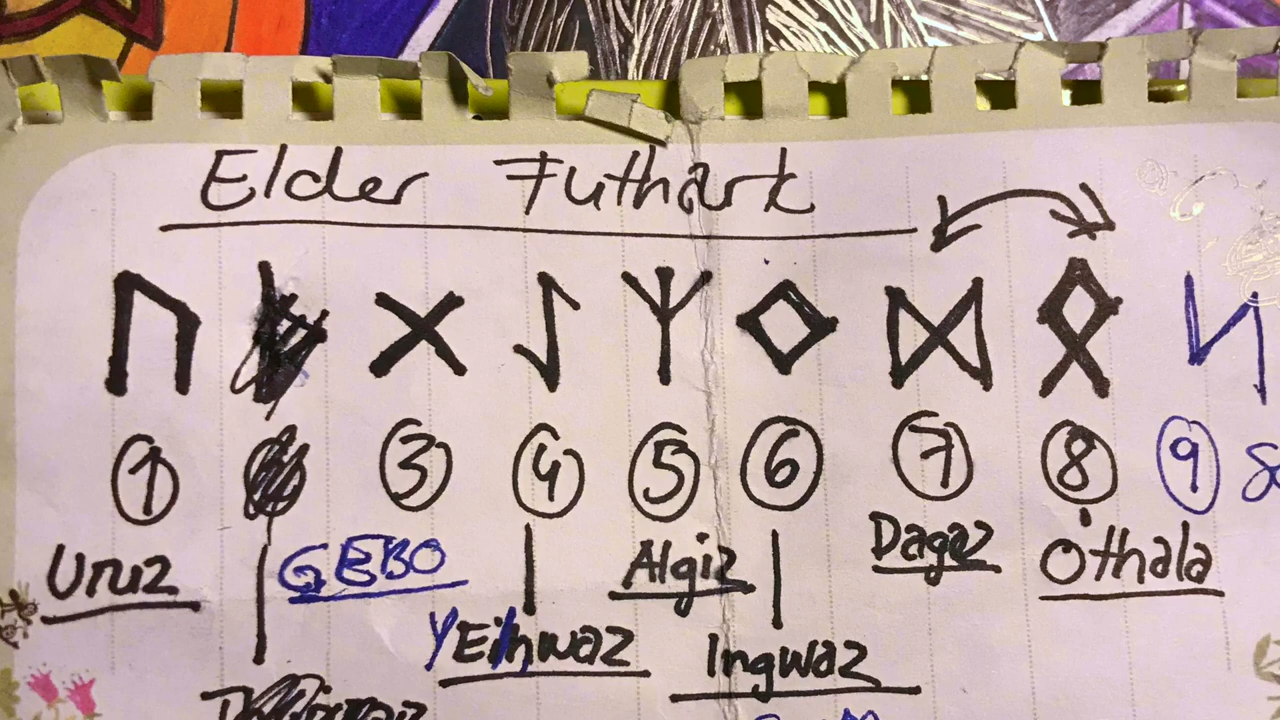 Elder Futhark
ᚢ ᚷ ᛇ ᛉ ᛜ ᛞ ᛟ ᛋ
1 3 4 5 6 7 8 9
Uruz GEBO Algiz Dagaz Othala
YEihwaz Ingwaz